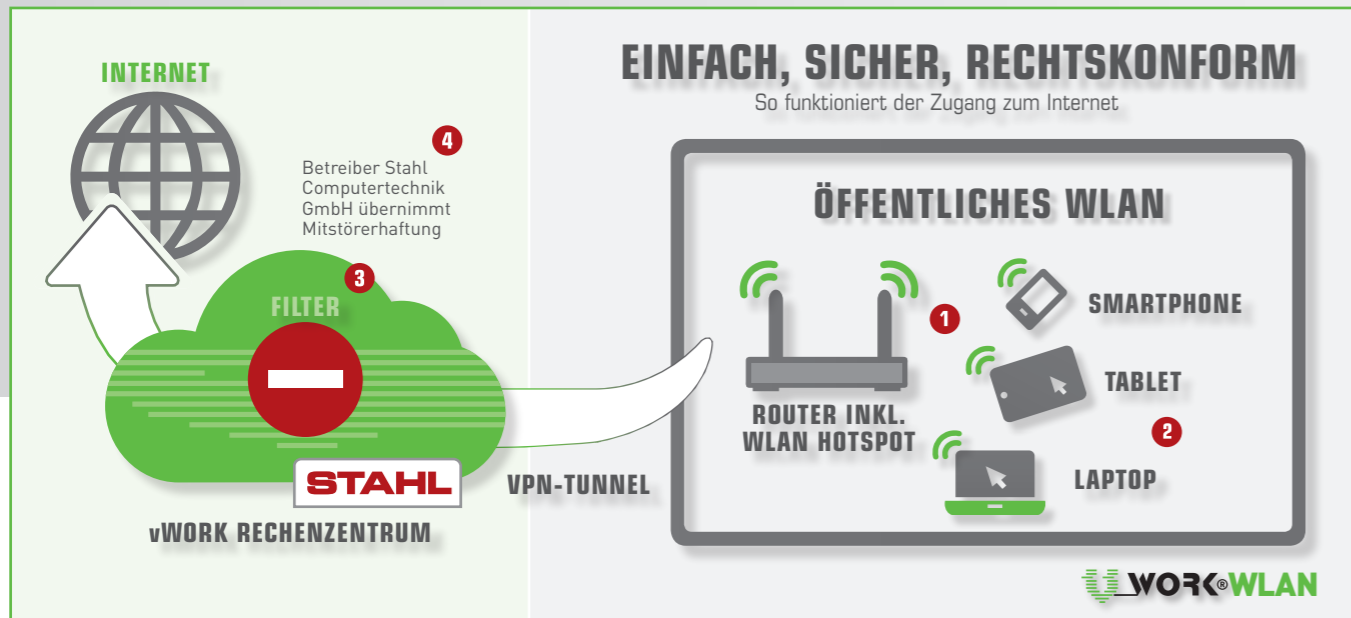 EINFACH, SICHER, RECHTSKONFORM
So funktioniert der Zugang zum Internet
INTERNET
4
Betreiber Stahl
Computertechnik
GmbH übernimmt
Mitstörerhaftung
3
FILTER
STAHL
vWORK RECHENZENTRUM
VPN-TUNNEL
ÖFFENTLICHES WLAN
1
ROUTER INKL.
WLAN HOTSPOT
SMARTPHONE
TABLET
2
LAPTOP
V_WORK®WLAN